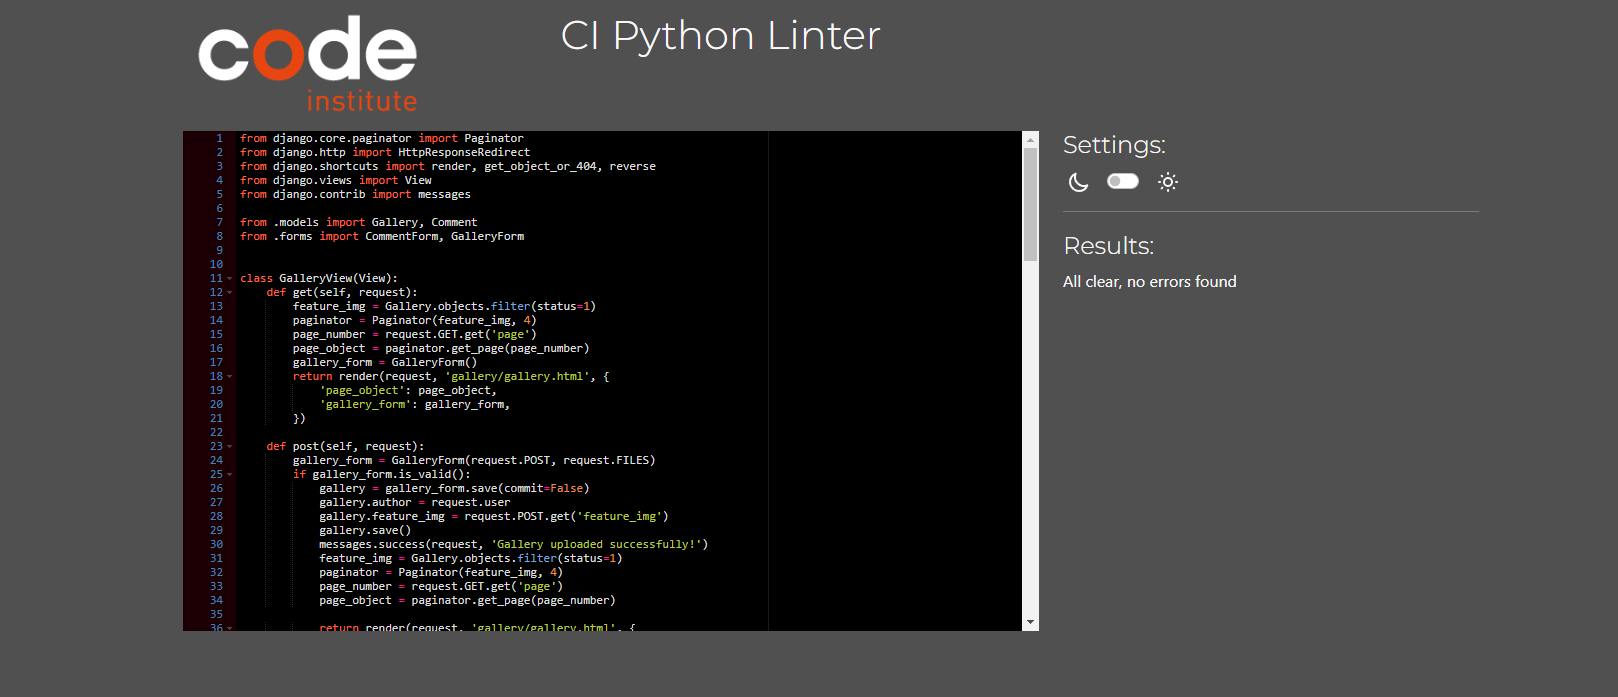 code
institute
CI Python Linter
1 from django.core.paginator import Paginator
2 from django.http import HttpResponseRedirect
3 from django.shortcuts import render, get_object_or_404, reverse
4 from django.views import View
5 from django.contrib import messages
6
7 from .models import Gallery, Comment
8 from .forms import CommentForm, GalleryForm
9
10
11 class GalleryView(View):
12     def get(self, request):
13         feature_img = Gallery.objects.filter(status=1)
14         paginator = Paginator(feature_img, 4)
15         page_number = request.GET.get('page')
16         page_object = paginator.get_page(page_number)
17         gallery_form = GalleryForm()
18         return render(request, 'gallery/gallery.html', {
19             'page_object': page_object,
20             'gallery_form': gallery_form,
21         })
22
23     def post(self, request):
24         gallery_form = GalleryForm(request.POST, request.FILES)
25         if gallery_form.is_valid():
26             gallery = gallery_form.save(commit=False)
27             gallery.author = request.user
28             gallery.feature_img = request.POST.get('feature_img')
29             gallery.save()
30             messages.success(request, 'Gallery uploaded successfully!')
31             feature_img = Gallery.objects.filter(status=1)
32             paginator = Paginator(feature_img, 4)
33             page_number = request.GET.get('page')
34             page_object = paginator.get_page(page_number)
35
36             return render(request, 'gallery/gallery.html', {
Settings:
Results:
All clear, no errors found